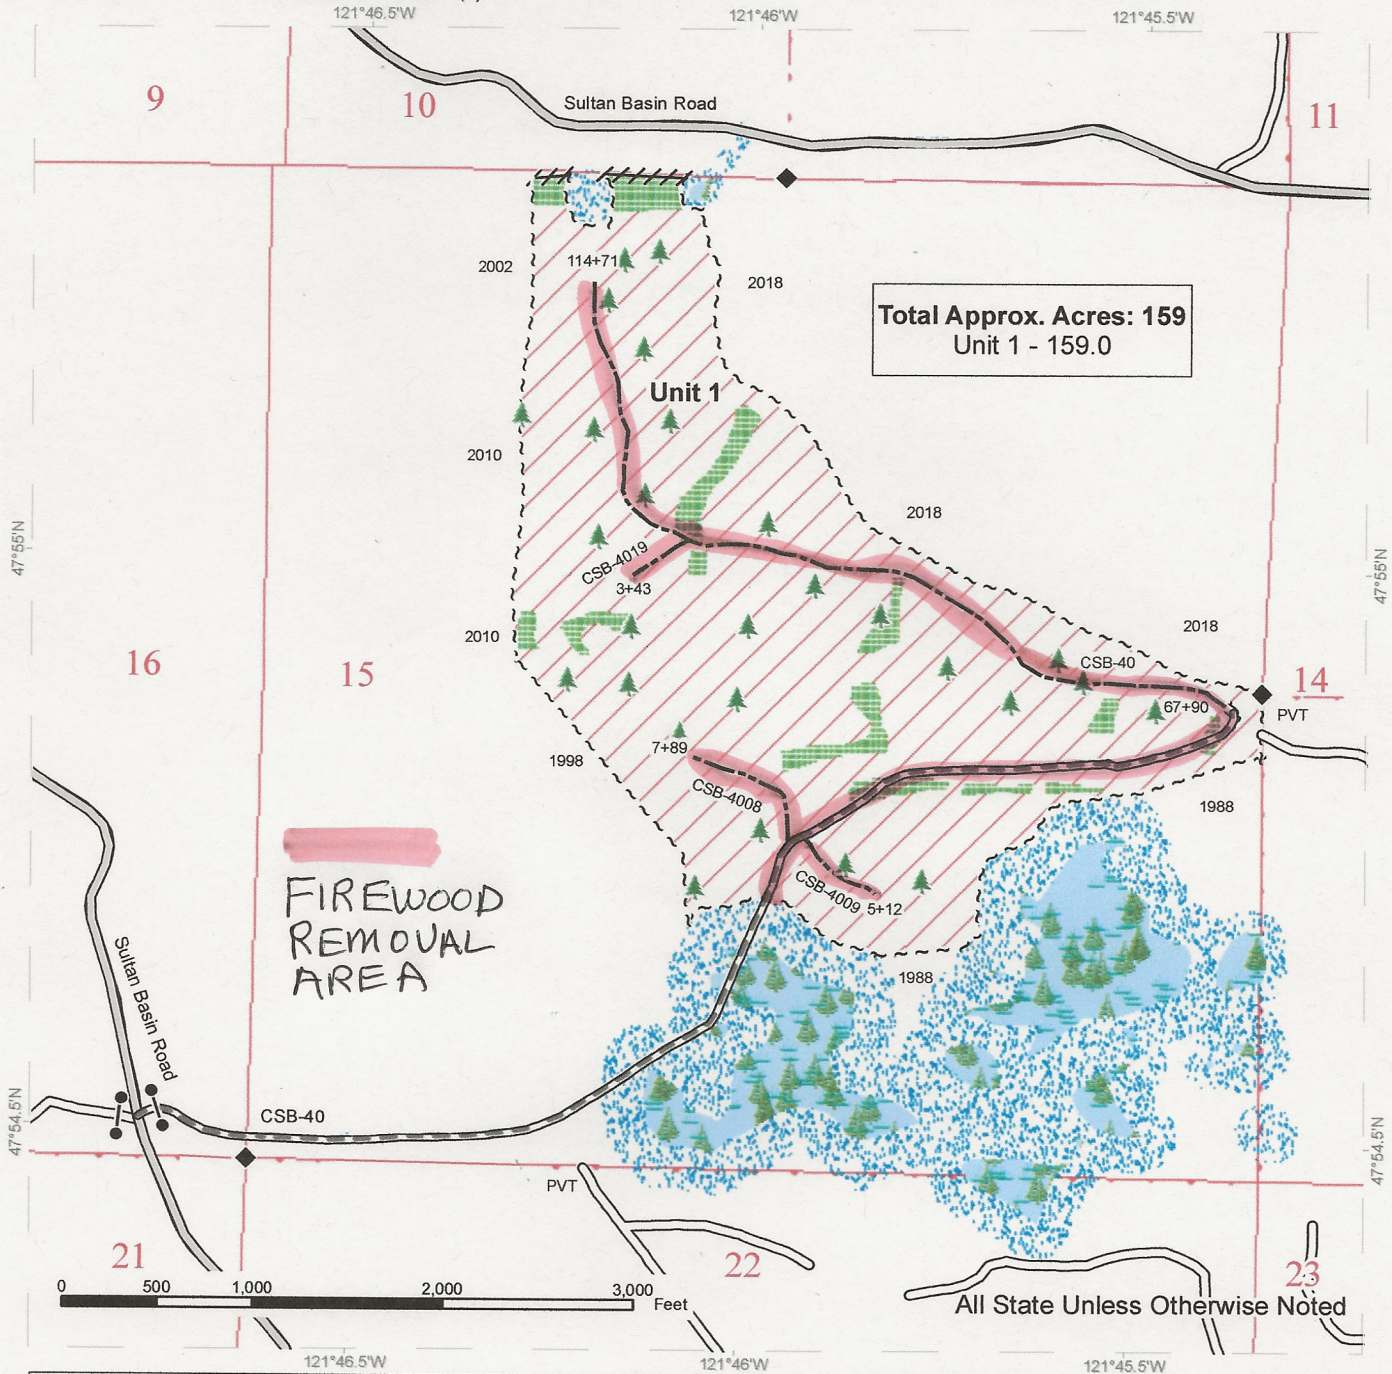 121°46.5'W
121°46'W
121°45.5'W
9
10
11
Sultan Basin Road
2002
114+71
2018
Total Approx. Acres: 159
Unit 1 - 159.0
Unit 1
2010
2018
47°55'N
47°55'N
CSB-4019
3+43
2010
2018
16
15
CSB-40
14
67+90
PVT
7+89
1998
CSB-4008
1988
FIREWOOD
REMOVAL
AREA
CSB-4009
5+12
1988
Sultan Basin Road
47°54.5'N
47°54.5'N
CSB-40
PVT
21
22
23
0
500
1,000
2,000
3,000
Feet
All State Unless Otherwise Noted
121°46.5'W
121°46'W
121°45.5'W